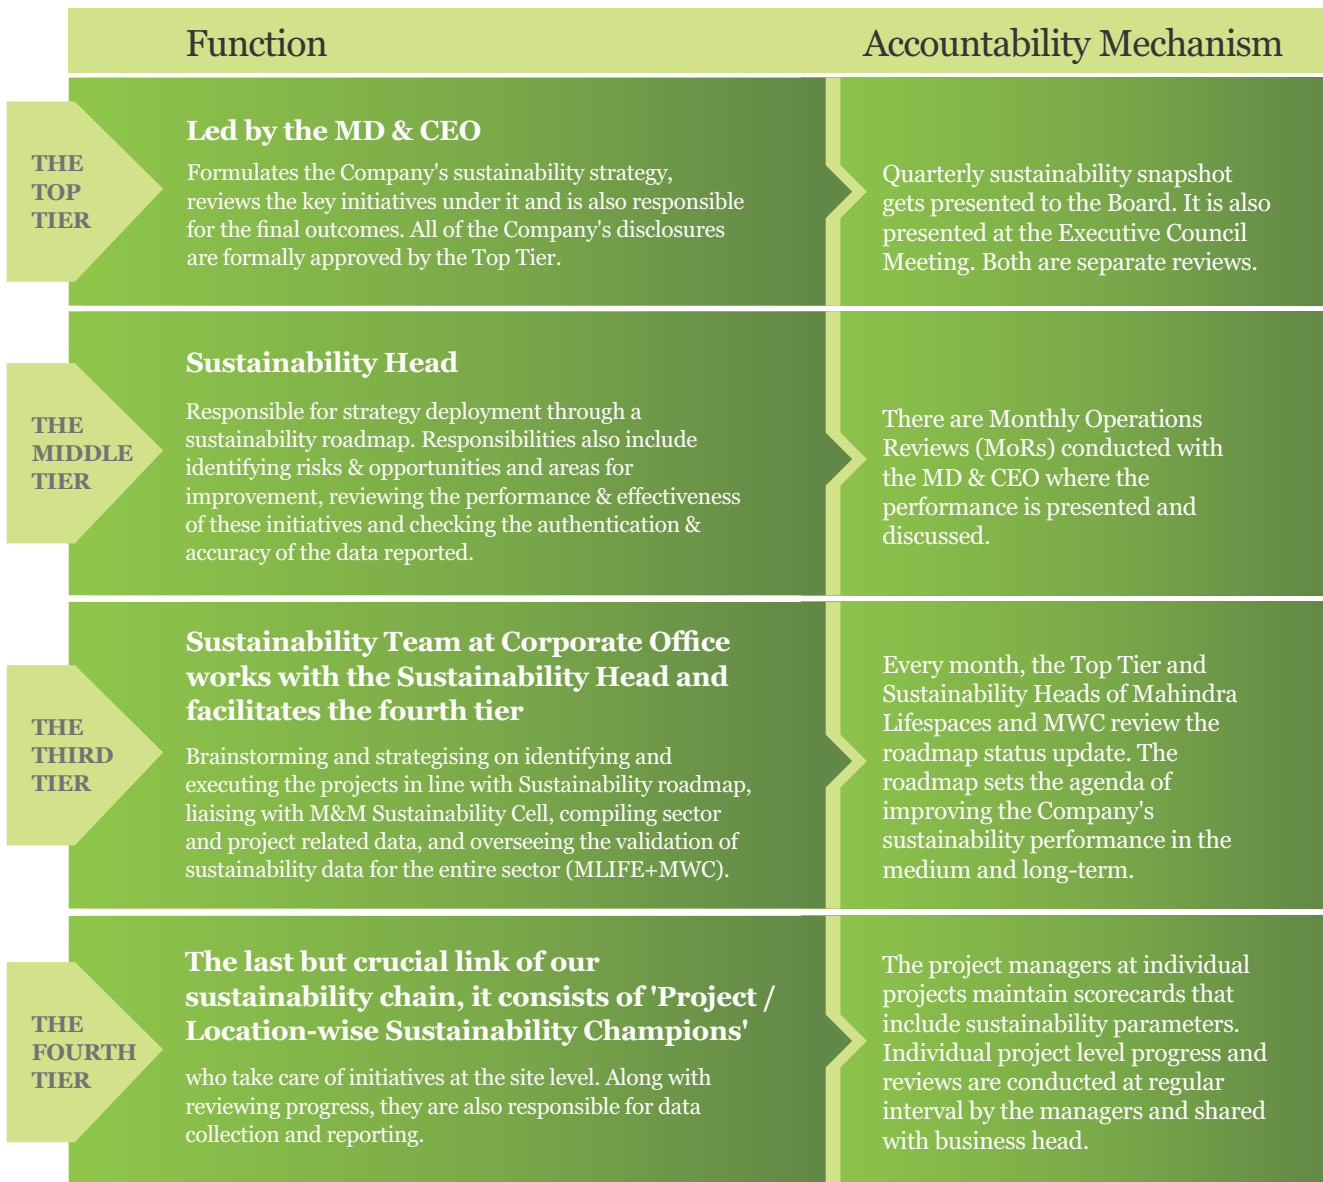 Function
Accountability Mechanism
THE
TOP
TIER
Led by the MD & CEO
Formulates the Company's sustainability strategy,
reviews the key initiatives under it and is also responsible
for the final outcomes. All of the Company's disclosures
are formally approved by the Top Tier.
Quarterly sustainability snapshot
gets presented to the Board. It is also
presented at the Executive Council
Meeting. Both are separate reviews.
THE
MIDDLE
TIER
Sustainability Head
Responsible for strategy deployment through a
sustainability roadmap. Responsibilities also include
identifying risks & opportunities and areas for
improvement, reviewing the performance & effectiveness
of these initiatives and checking the authentication &
accuracy of the data reported.
There are Monthly Operations
Reviews (MoRs) conducted with
the MD & CEO where the
performance is presented and
discussed.
THE
THIRD
TIER
Sustainability Team at Corporate Office
works with the Sustainability Head and
facilitates the fourth tier
Brainstorming and strategising on identifying and
executing the projects in line with Sustainability roadmap,
liaising with M&M Sustainability Cell, compiling sector
and project related data, and overseeing the validation of
sustainability data for the entire sector (MLIFE+MWC).
Every month, the Top Tier and
Sustainability Heads of Mahindra
Lifespaces and MWC review the
roadmap status update. The
roadmap sets the agenda of
improving the Company's
sustainability performance in the
medium and long-term.
THE
FOURTH
TIER
The last but crucial link of our
sustainability chain, it consists of 'Project /
Location-wise Sustainability Champions'
who take care of initiatives at the site level. Along with
reviewing progress, they are also responsible for data
collection and reporting.
The project managers at individual
projects maintain scorecards that
include sustainability parameters.
Individual project level progress and
reviews are conducted at regular
interval by the managers and shared
with business head.